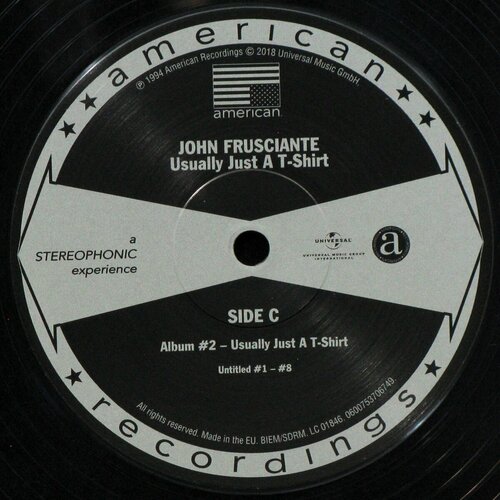 american
℗ 1994 American Recordings © 2018 Universal Music GmbH.
american.
JOHN FRUSCIANTE
Usually Just A T-Shirt
a
STEREOPHONIC
experience
UNIVERSAL
UNIVERSAL MUSIC GROUP
INTERNATIONAL
a
SIDE C
Album #2 – Usually Just A T-Shirt
Untitled #1 – #8
All rights reserved. Made in the EU. BIEM/SDRM. LC 01846. 0600753706749.
recordings